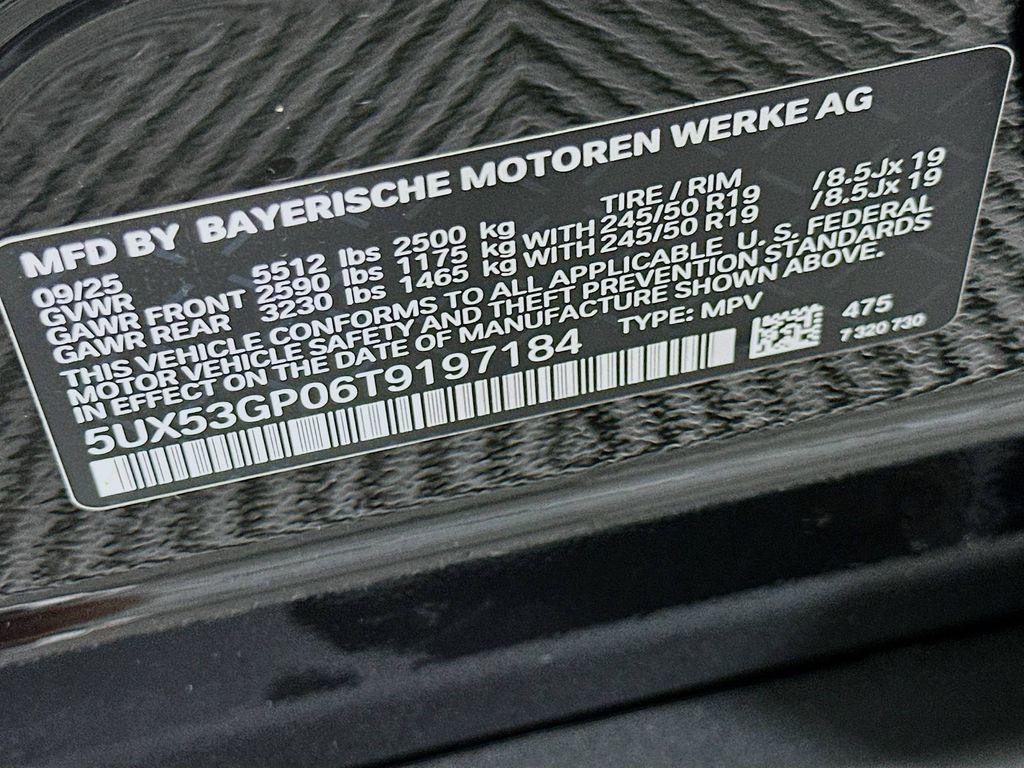 MFD BY BAYERISCHE MOTOREN WERKE AG
09/25 TIRE / RIM
GVWR 5512 lbs 2500 kg
GAWR FRONT 2590 lbs 1175 kg WITH 245/50 R19 /8.5Jx 19
GAWR REAR 3230 lbs 1465 kg WITH 245/50 R19 /8.5Jx 19
THIS VEHICLE CONFORMS TO ALL APPLICABLE U. S. FEDERAL
MOTOR VEHICLE SAFETY AND THEFT PREVENTION STANDARDS
IN EFFECT ON THE DATE OF MANUFACTURE SHOWN ABOVE.
5UX53GP06T9197184 TYPE: MPV 475
7 320 730